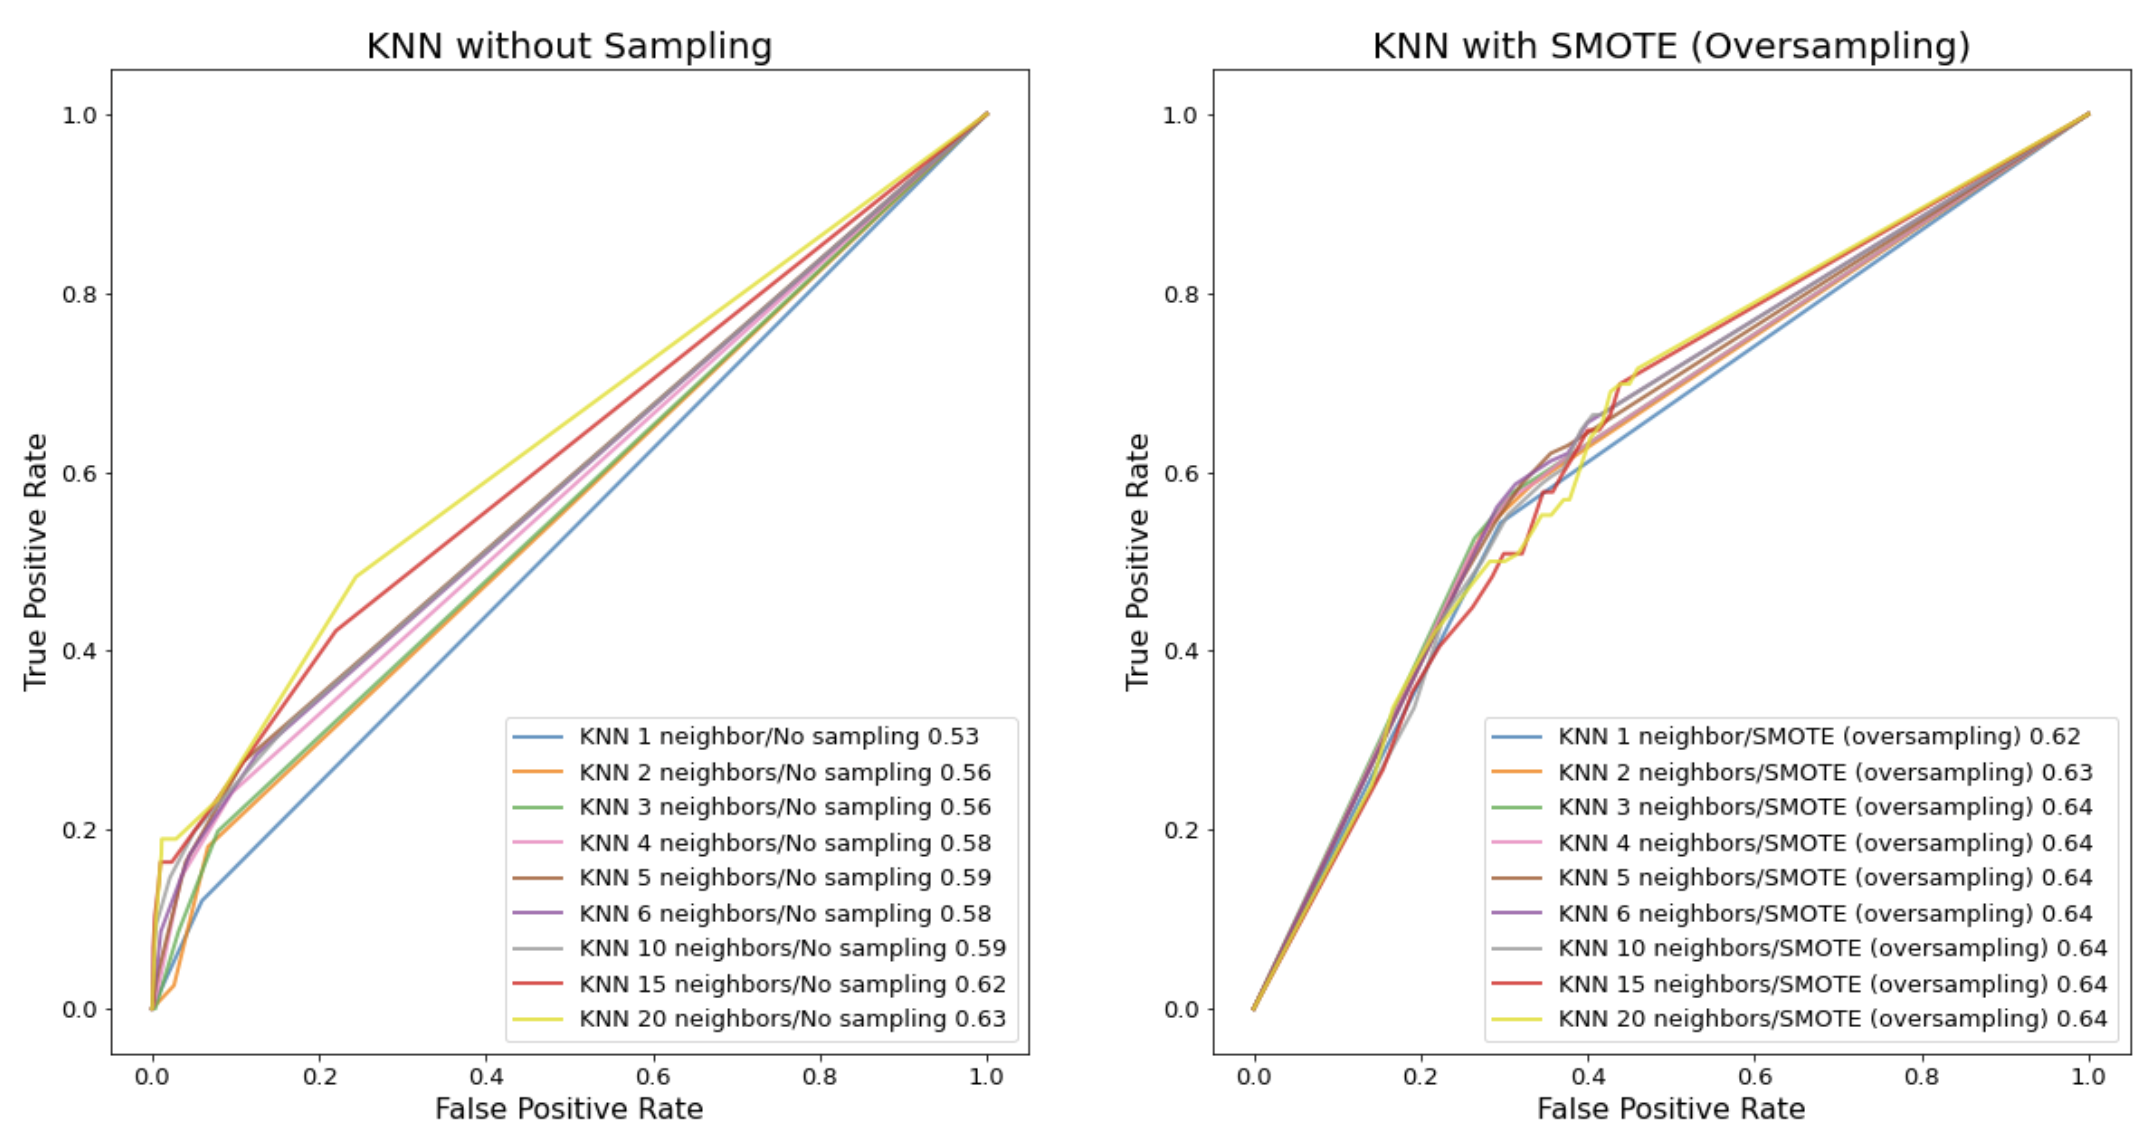 KNN without Sampling
True Positive Rate
1.0
0.8
0.6
0.4
0.2
0.0
KNN 1 neighbor/No sampling 0.53
KNN 2 neighbors/No sampling 0.56
KNN 3 neighbors/No sampling 0.56
KNN 4 neighbors/No sampling 0.58
KNN 5 neighbors/No sampling 0.59
KNN 6 neighbors/No sampling 0.58
KNN 10 neighbors/No sampling 0.59
KNN 15 neighbors/No sampling 0.62
KNN 20 neighbors/No sampling 0.63
0.0 0.2 0.4 0.6 0.8 1.0
False Positive Rate
KNN with SMOTE (Oversampling)
True Positive Rate
1.0
0.8
0.6
0.4
0.2
0.0
KNN 1 neighbor/SMOTE (oversampling) 0.62
KNN 2 neighbors/SMOTE (oversampling) 0.63
KNN 3 neighbors/SMOTE (oversampling) 0.64
KNN 4 neighbors/SMOTE (oversampling) 0.64
KNN 5 neighbors/SMOTE (oversampling) 0.64
KNN 6 neighbors/SMOTE (oversampling) 0.64
KNN 10 neighbors/SMOTE (oversampling) 0.64
KNN 15 neighbors/SMOTE (oversampling) 0.64
KNN 20 neighbors/SMOTE (oversampling) 0.64
0.0 0.2 0.4 0.6 0.8 1.0
False Positive Rate